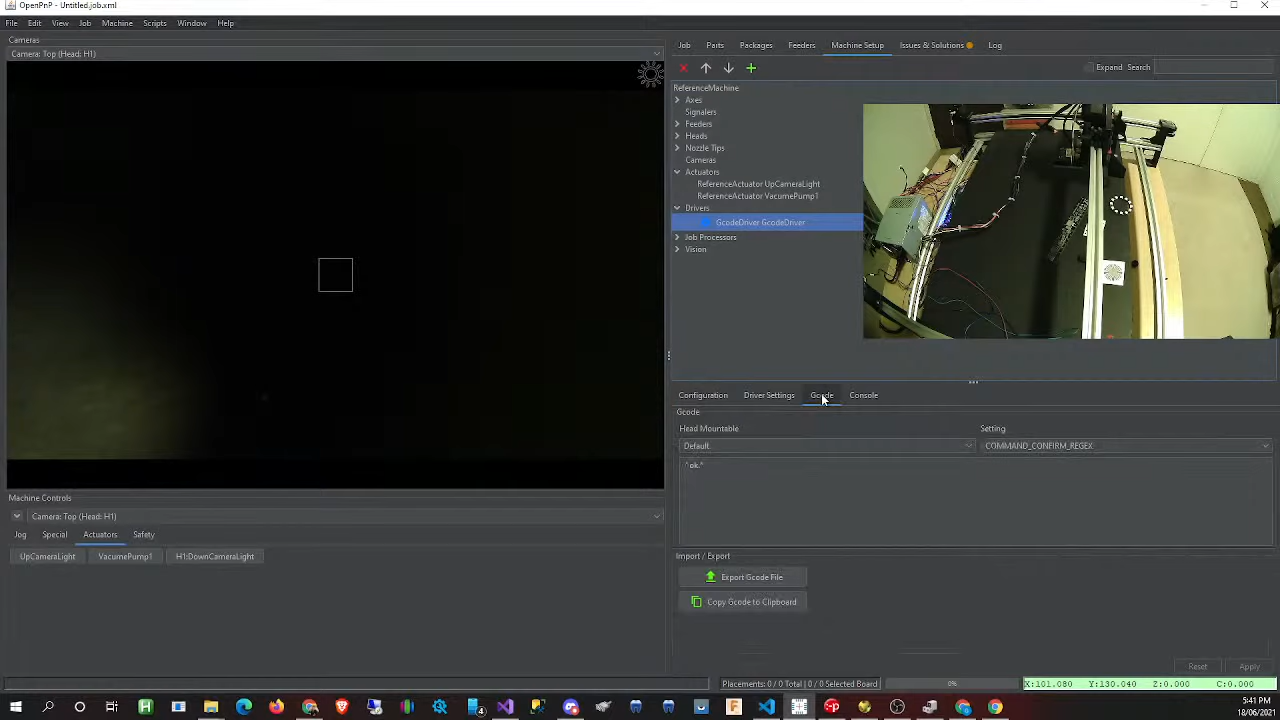 OpenPnP - Untitled.job.xml
File Edit View Job Machine Scripts Window Help
Cameras
Camera: Top (Head: H1)
Job Parts Packages Feeders Machine Setup Issues & Solutions Log
Expand Search
ReferenceMachine
Axes
Signalers
Feeders
Heads
Nozzle Tips
Cameras
Actuators
ReferenceActuator UpCameraLight
ReferenceActuator VacumePump1
Drivers
GcodeDriver GcodeDriver
Job Processors
Vision
Configuration Driver Settings Gcode Console
Gcode
Head Mountable Setting
Default COMMAND_CONFIRM_REGEX
^ok.*
Machine Controls
Camera: Top (Head: H1)
Jog Special Actuators Safety
UpCameraLight VacumePump1 H1:DownCameraLight
Import / Export
Export Gcode File
Copy Gcode to Clipboard
Reset Apply
Placements: 0 / 0 Total | 0 / 0 Selected Board 0% X:101.080 Y:130.040 Z:0.000 C:0.000
5:41 PM
18/06/2021